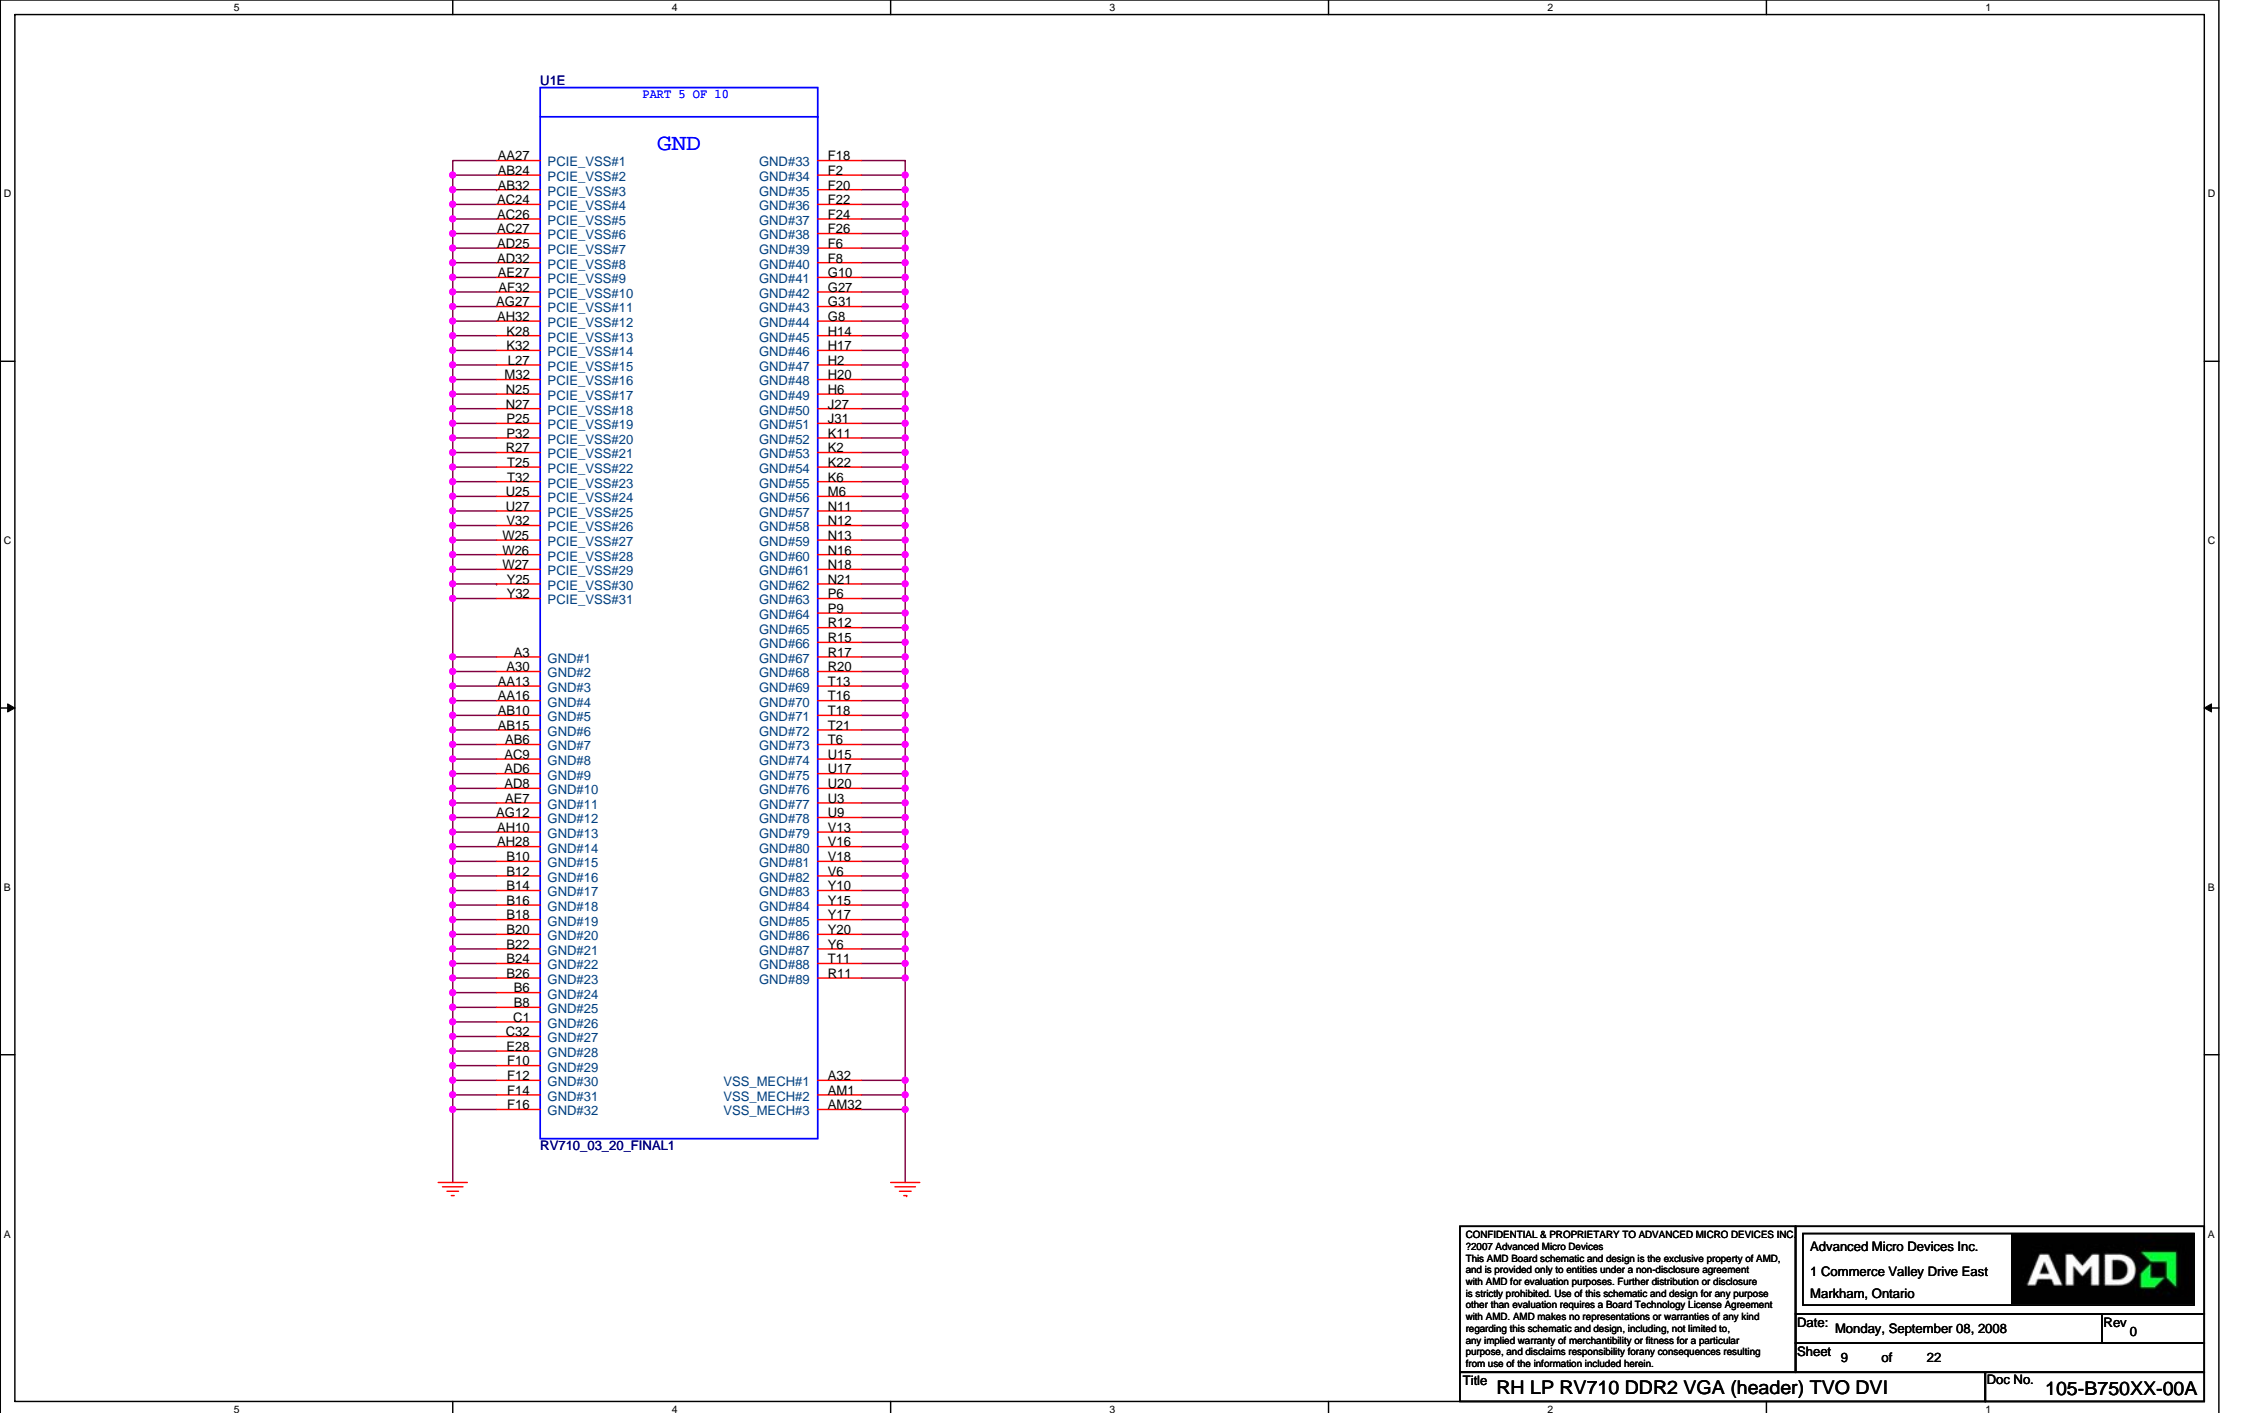 5 4 3 2 1
U1E
PART 5 OF 10
GND
AA27 PCIE_VSS#1 GND#33 F18
AB24 PCIE_VSS#2 GND#34 F2
AB32 PCIE_VSS#3 GND#35 F20
AC24 PCIE_VSS#4 GND#36 F22
AC26 PCIE_VSS#5 GND#37 F24
AC27 PCIE_VSS#6 GND#38 F26
AD25 PCIE_VSS#7 GND#39 F6
AD32 PCIE_VSS#8 GND#40 F8
AE27 PCIE_VSS#9 GND#41 G10
AF32 PCIE_VSS#10 GND#42 G27
AG27 PCIE_VSS#11 GND#43 G31
AH32 PCIE_VSS#12 GND#44 G8
K28 PCIE_VSS#13 GND#45 H14
K32 PCIE_VSS#14 GND#46 H17
L27 PCIE_VSS#15 GND#47 H2
M32 PCIE_VSS#16 GND#48 H20
N25 PCIE_VSS#17 GND#49 H6
N27 PCIE_VSS#18 GND#50 J27
P25 PCIE_VSS#19 GND#51 J31
P32 PCIE_VSS#20 GND#52 K11
R27 PCIE_VSS#21 GND#53 K2
T25 PCIE_VSS#22 GND#54 K22
T32 PCIE_VSS#23 GND#55 K6
U25 PCIE_VSS#24 GND#56 M6
U27 PCIE_VSS#25 GND#57 N11
V32 PCIE_VSS#26 GND#58 N12
W25 PCIE_VSS#27 GND#59 N13
W26 PCIE_VSS#28 GND#60 N16
W27 PCIE_VSS#29 GND#61 N18
Y25 PCIE_VSS#30 GND#62 N21
Y32 PCIE_VSS#31 GND#63 P6
GND#64 P9
GND#65 R12
GND#66 R15
A3 GND#1 GND#67 R17
A30 GND#2 GND#68 R20
AA13 GND#3 GND#69 T13
AA16 GND#4 GND#70 T16
AB10 GND#5 GND#71 T18
AB15 GND#6 GND#72 T21
AB6 GND#7 GND#73 T6
AC9 GND#8 GND#74 U15
AD6 GND#9 GND#75 U17
AD8 GND#10 GND#76 U20
AE7 GND#11 GND#77 U3
AG12 GND#12 GND#78 U9
AH10 GND#13 GND#79 V13
AH28 GND#14 GND#80 V16
B10 GND#15 GND#81 V18
B12 GND#16 GND#82 V6
B14 GND#17 GND#83 Y10
B16 GND#18 GND#84 Y15
B18 GND#19 GND#85 Y17
B20 GND#20 GND#86 Y20
B22 GND#21 GND#87 Y6
B24 GND#22 GND#88 T11
B26 GND#23 GND#89 R11
B6 GND#24
B8 GND#25
C1 GND#26
C32 GND#27
E28 GND#28
F10 GND#29
F12 GND#30 VSS_MECH#1 A32
F14 GND#31 VSS_MECH#2 AM1
F16 GND#32 VSS_MECH#3 AM32
RV710_03_20_FINAL1
D D
C C
B B
A A
CONFIDENTIAL & PROPRIETARY TO ADVANCED MICRO DEVICES INC
?2007 Advanced Micro Devices
This AMD Board schematic and design is the exclusive property of AMD,
and is provided only to entities under a non-disclosure agreement
with AMD for evaluation purposes. Further distribution or disclosure
is strictly prohibited. Use of this schematic and design for any purpose
other than evaluation requires a Board Technology License Agreement
with AMD. AMD makes no representations or warranties of any kind
regarding this schematic and design, including, not limited to,
any implied warranty of merchantibility or fitness for a particular
purpose, and disclaims responsibility forany consequences resulting
from use of the information included herein.
Advanced Micro Devices Inc.
1 Commerce Valley Drive East
Markham, Ontario
AMD
Date: Monday, September 08, 2008
Rev 0
Sheet 9 of 22
Title RH LP RV710 DDR2 VGA (header) TVO DVI
Doc No. 105-B750XX-00A
5 4 3 2 1